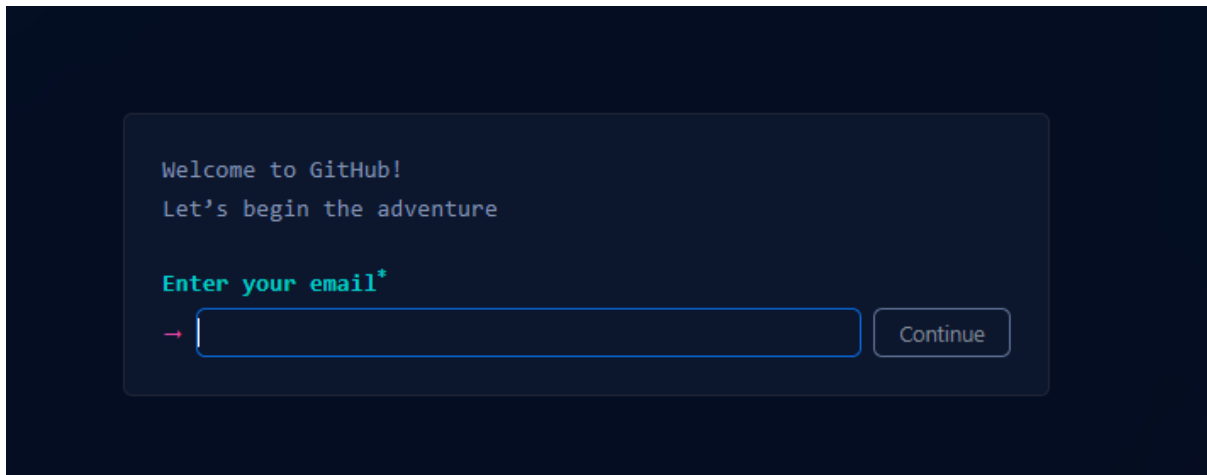 Welcome to GitHub!
Let’s begin the adventure
Enter your email*
→ Continue